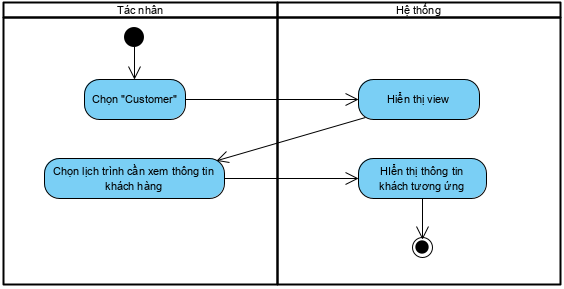 Tác nhân
Hệ thống
Chọn "Customer"
Hiển thị view
Chọn lịch trình cần xem thông tin
khách hàng
HIển thị thông tin
khách tương ứng